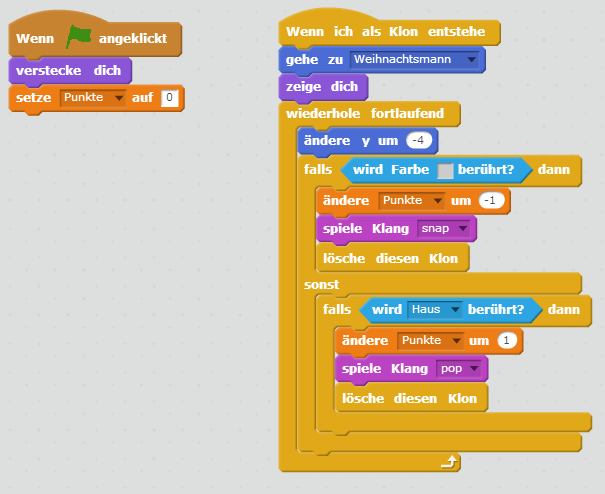 Wenn angeklickt
verstecke dich
setze Punkte auf 0
Wenn ich als Klon entstehe
gehe zu Weihnachtsmann
zeige dich
wiederhole fortlaufend
ändere y um -4
falls wird Farbe berührt? dann
ändere Punkte um -1
spiele Klang snap
lösche diesen Klon
sonst
falls wird Haus berührt? dann
ändere Punkte um 1
spiele Klang pop
lösche diesen Klon